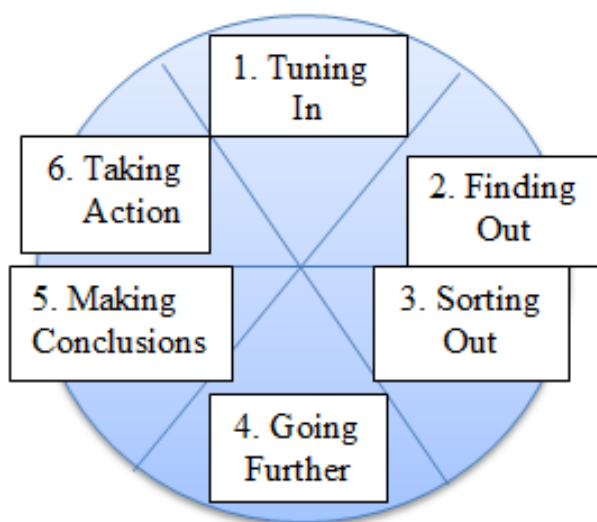 1. Tuning
In
2. Finding
Out
3. Sorting
Out
4. Going
Further
5. Making
Conclusions
6. Taking
Action